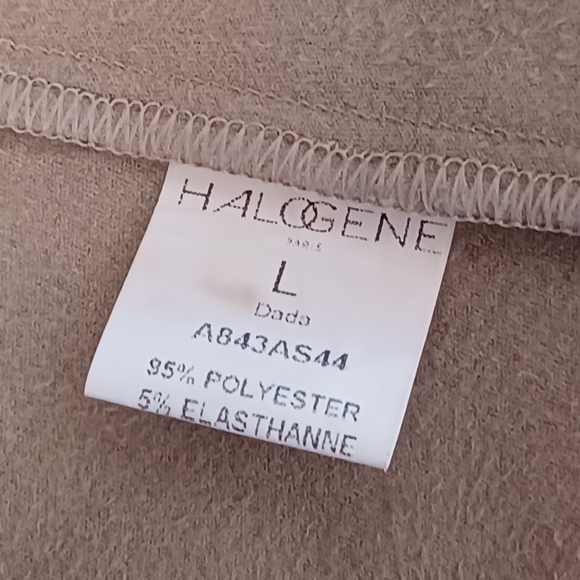 HALOGENE
PARIS
L
Dada
A843AS44
95% POLYESTER
5% ELASTHANNE